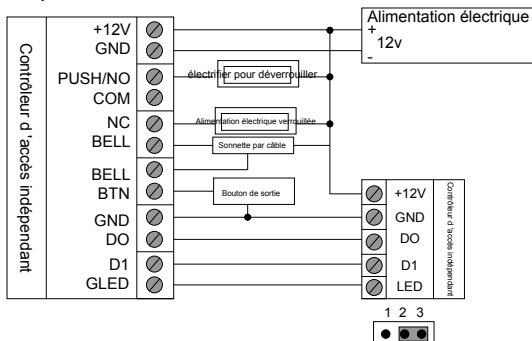 Alimentation électrique
+
12v
-
Contrôleur d'accès indépendant
+12V
GND
PUSH/NO
COM
NC
BELL
BELL
BTN
GND
DO
D1
GLED
électrifier pour déverrouiller
Alimentation électrique verrouillée
Sonnette par câble
Bouton de sortie
+12V
GND
DO
D1
LED
Contrôleur d'accès indépendant
1 2 3